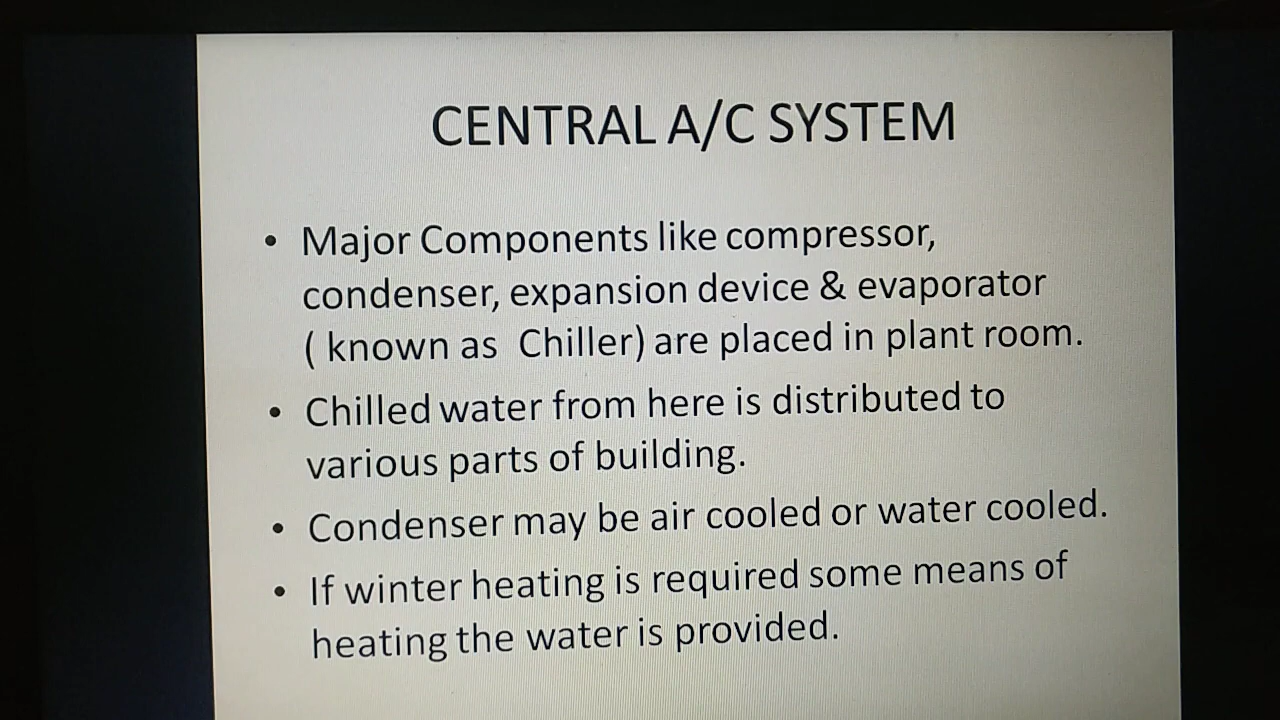 CENTRAL A/C SYSTEM
• Major Components like compressor,
condenser, expansion device & evaporator
( known as Chiller) are placed in plant room.
• Chilled water from here is distributed to
various parts of building.
• Condenser may be air cooled or water cooled.
• If winter heating is required some means of
heating the water is provided.